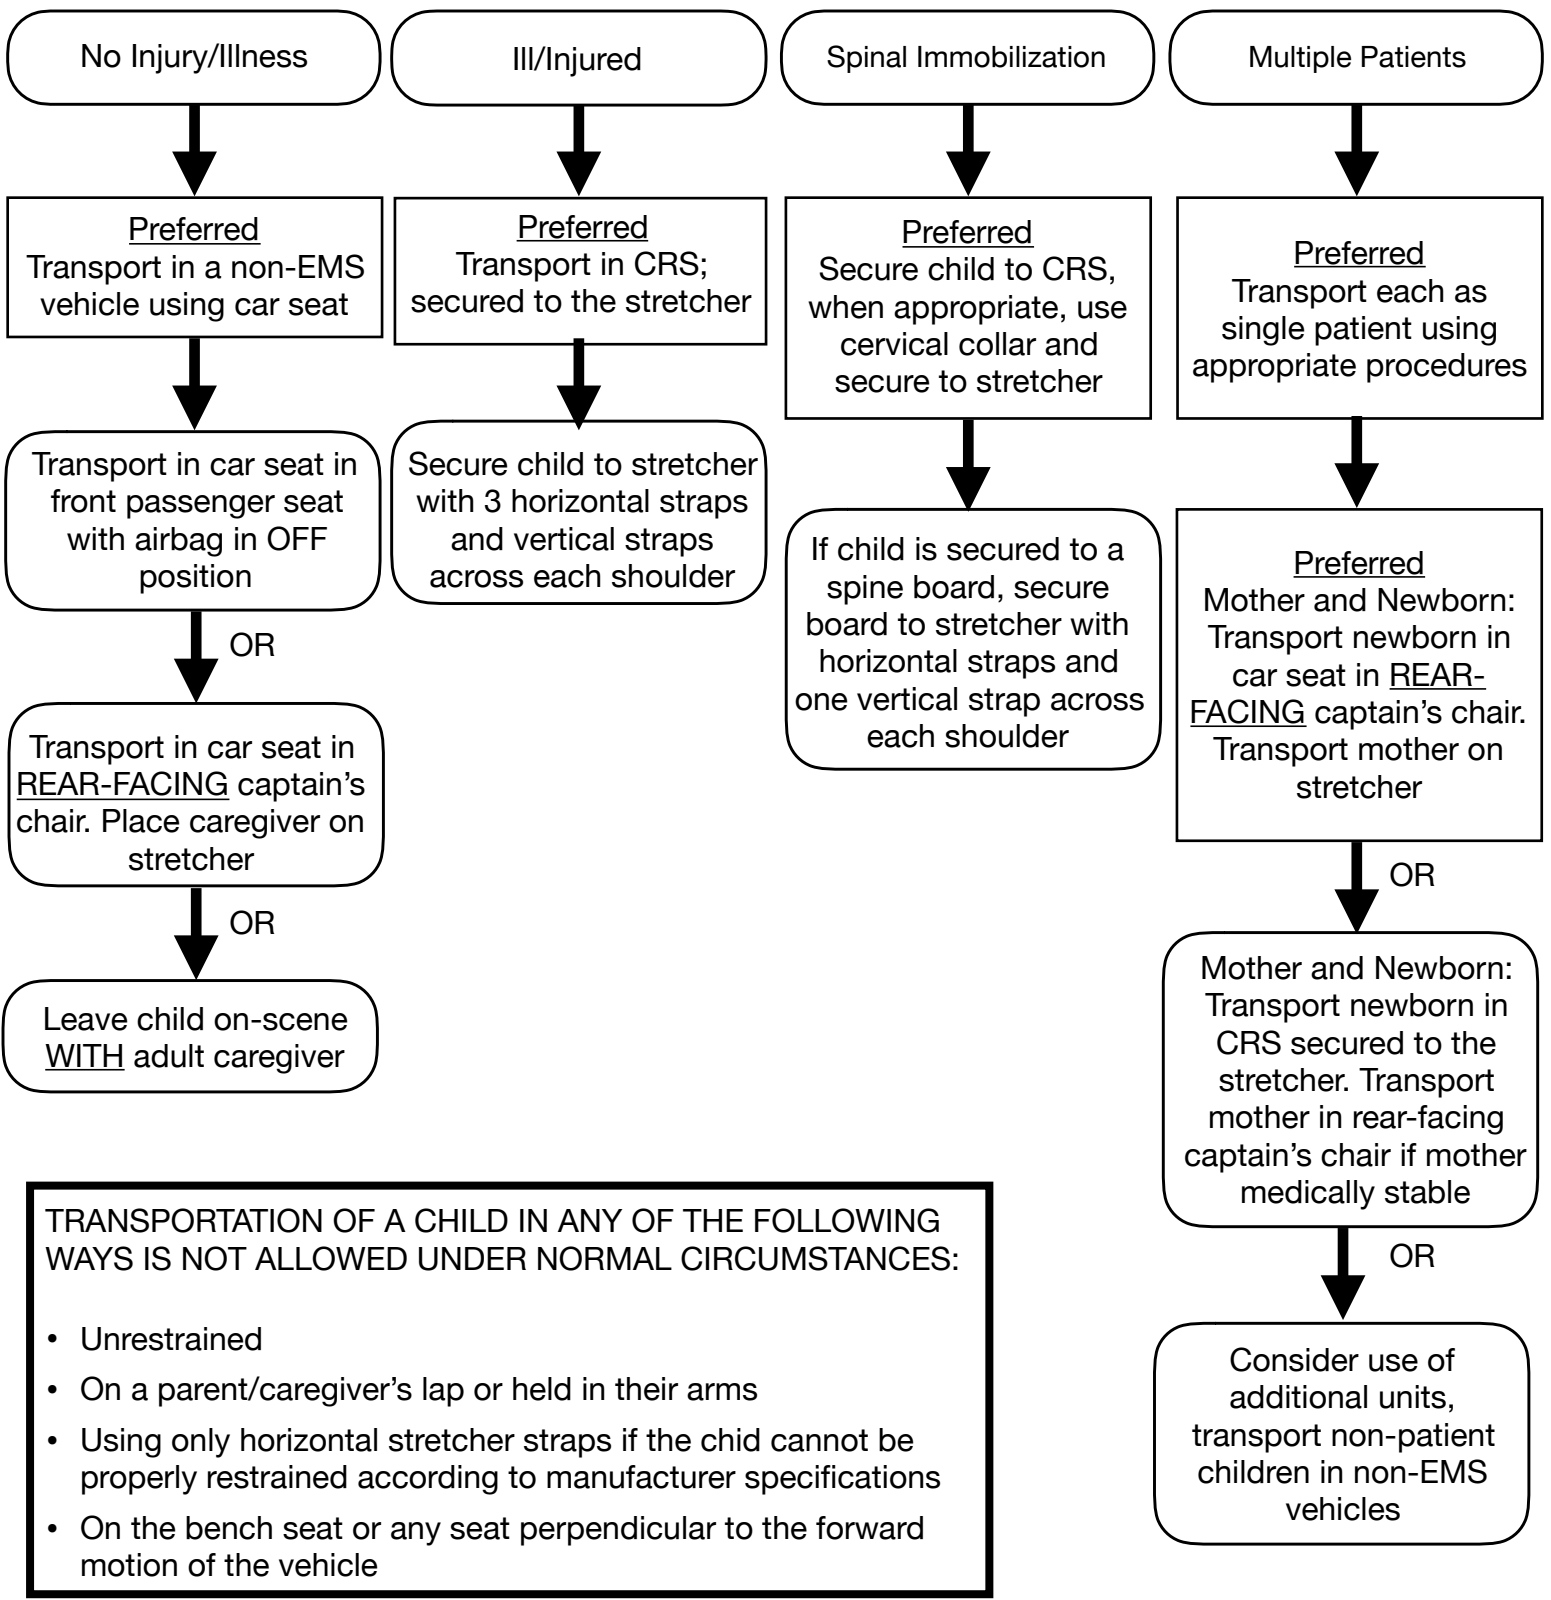 No Injury/Illness
Preferred
Transport in a non-EMS
vehicle using car seat
Transport in car seat in
front passenger seat
with airbag in OFF
position
OR
Transport in car seat in
REAR-FACING captain's
chair. Place caregiver on
stretcher
OR
Leave child on-scene
WITH adult caregiver
Ill/Injured
Preferred
Transport in CRS;
secured to the stretcher
Secure child to stretcher
with 3 horizontal straps
and vertical straps
across each shoulder
Spinal Immobilization
Preferred
Secure child to CRS,
when appropriate, use
cervical collar and
secure to stretcher
If child is secured to a
spine board, secure
board to stretcher with
horizontal straps and
one vertical strap across
each shoulder
Multiple Patients
Preferred
Transport each as
single patient using
appropriate procedures
Preferred
Mother and Newborn:
Transport newborn in
car seat in REAR-
FACING captain's chair.
Transport mother on
stretcher
OR
Mother and Newborn:
Transport newborn in
CRS secured to the
stretcher. Transport
mother in rear-facing
captain's chair if mother
medically stable
OR
Consider use of
additional units,
transport non-patient
children in non-EMS
vehicles
TRANSPORTATION OF A CHILD IN ANY OF THE FOLLOWING
WAYS IS NOT ALLOWED UNDER NORMAL CIRCUMSTANCES:
• Unrestrained
• On a parent/caregiver's lap or held in their arms
• Using only horizontal stretcher straps if the chid cannot be
properly restrained according to manufacturer specifications
• On the bench seat or any seat perpendicular to the forward
motion of the vehicle